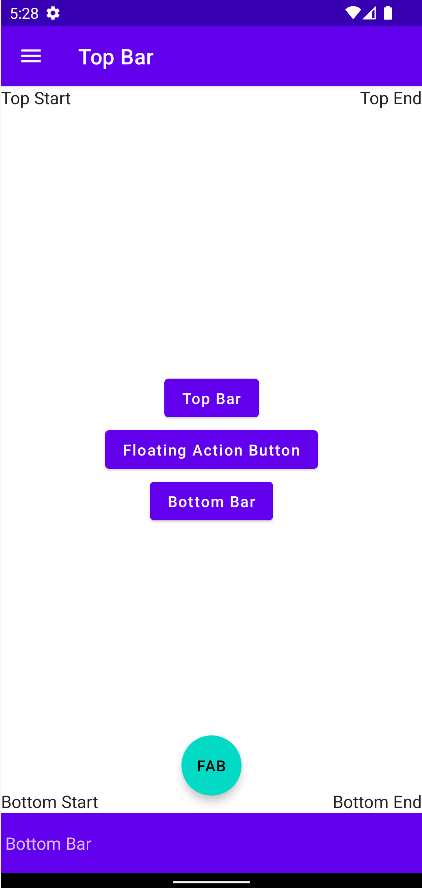 5:28
Top Bar
Top Start Top End
Top Bar
Floating Action Button
Bottom Bar
FAB
Bottom Start Bottom End
Bottom Bar